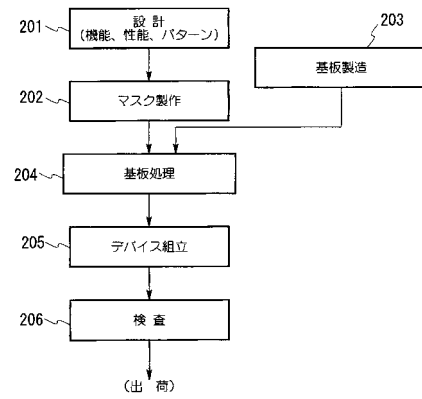 201
設 計
(機能、性能、パターン)
203
基板製造
202
マスク製作
204
基板処理
205
デバイス組立
206
検 査
(出 荷)